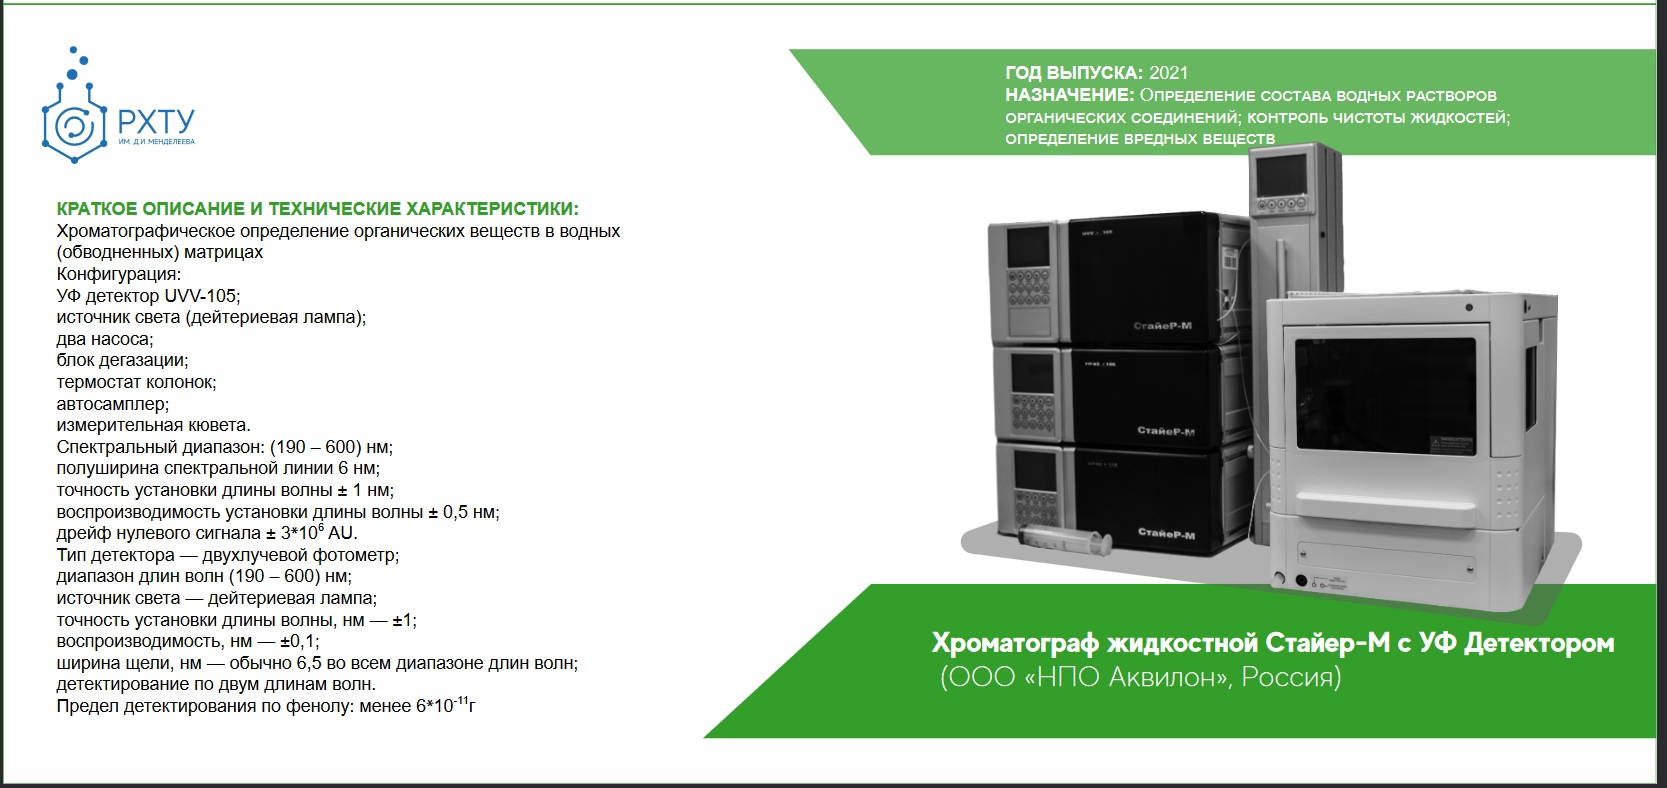 РХТУ
ИМ. Д.И. МЕНДЕЛЕЕВА
ГОД ВЫПУСКА: 2021
НАЗНАЧЕНИЕ: Определение состава водных растворов
органических соединений; контроль чистоты жидкостей;
определение вредных веществ
КРАТКОЕ ОПИСАНИЕ И ТЕХНИЧЕСКИЕ ХАРАКТЕРИСТИКИ:
Хроматографическое определение органических веществ в водных
(обводненных) матрицах
Конфигурация:
УФ детектор UVV-105;
источник света (дейтериевая лампа);
два насоса;
блок дегазации;
термостат колонок;
автосамплер;
измерительная кювета.
Спектральный диапазон: (190 – 600) нм;
полуширина спектральной линии 6 нм;
точность установки длины волны ± 1 нм;
воспроизводимость установки длины волны ± 0,5 нм;
дрейф нулевого сигнала ± 3*10⁶ AU.
Тип детектора — двухлучевой фотометр;
диапазон длин волн (190 – 600) нм;
источник света — дейтериевая лампа;
точность установки длины волны, нм — ±1;
воспроизводимость, нм — ±0,1;
ширина щели, нм — обычно 6,5 во всем диапазоне длин волн;
детектирование по двум длинам волн.
Предел детектирования по фенолу: менее 6*10⁻¹¹г
СтайеР-М
СтайеР-М
СтайеР-М
Хроматограф жидкостной Стайер-М с УФ Детектором
(ООО «НПО Аквилон», Россия)